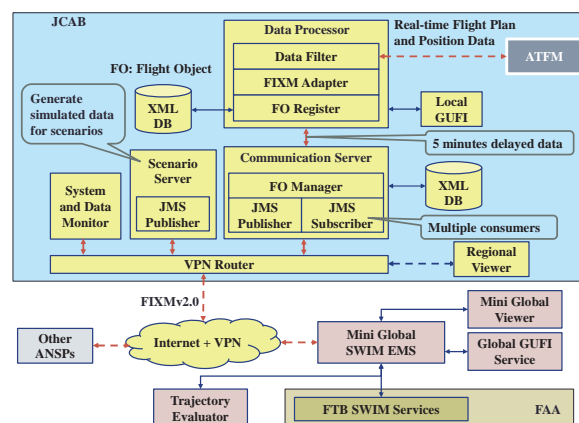 JCAB
Data Processor
Data Filter
FIXM Adapter
FO Register
Real-time Flight Plan
and Position Data
ATFM
FO: Flight Object
XML
DB
Local
GUFI
Generate
simulated data
for scenarios
5 minutes delayed data
Scenario
Server
JMS
Publisher
Communication Server
FO Manager
JMS
Publisher
JMS
Subscriber
XML
DB
System
and Data
Monitor
Multiple consumers
VPN Router
Regional
Viewer
FIXMv2.0
Other
ANSPs
Internet + VPN
Mini Global
SWIM EMS
Mini Global
Viewer
Global GUFI
Service
Trajectory
Evaluator
FTB SWIM Services
FAA